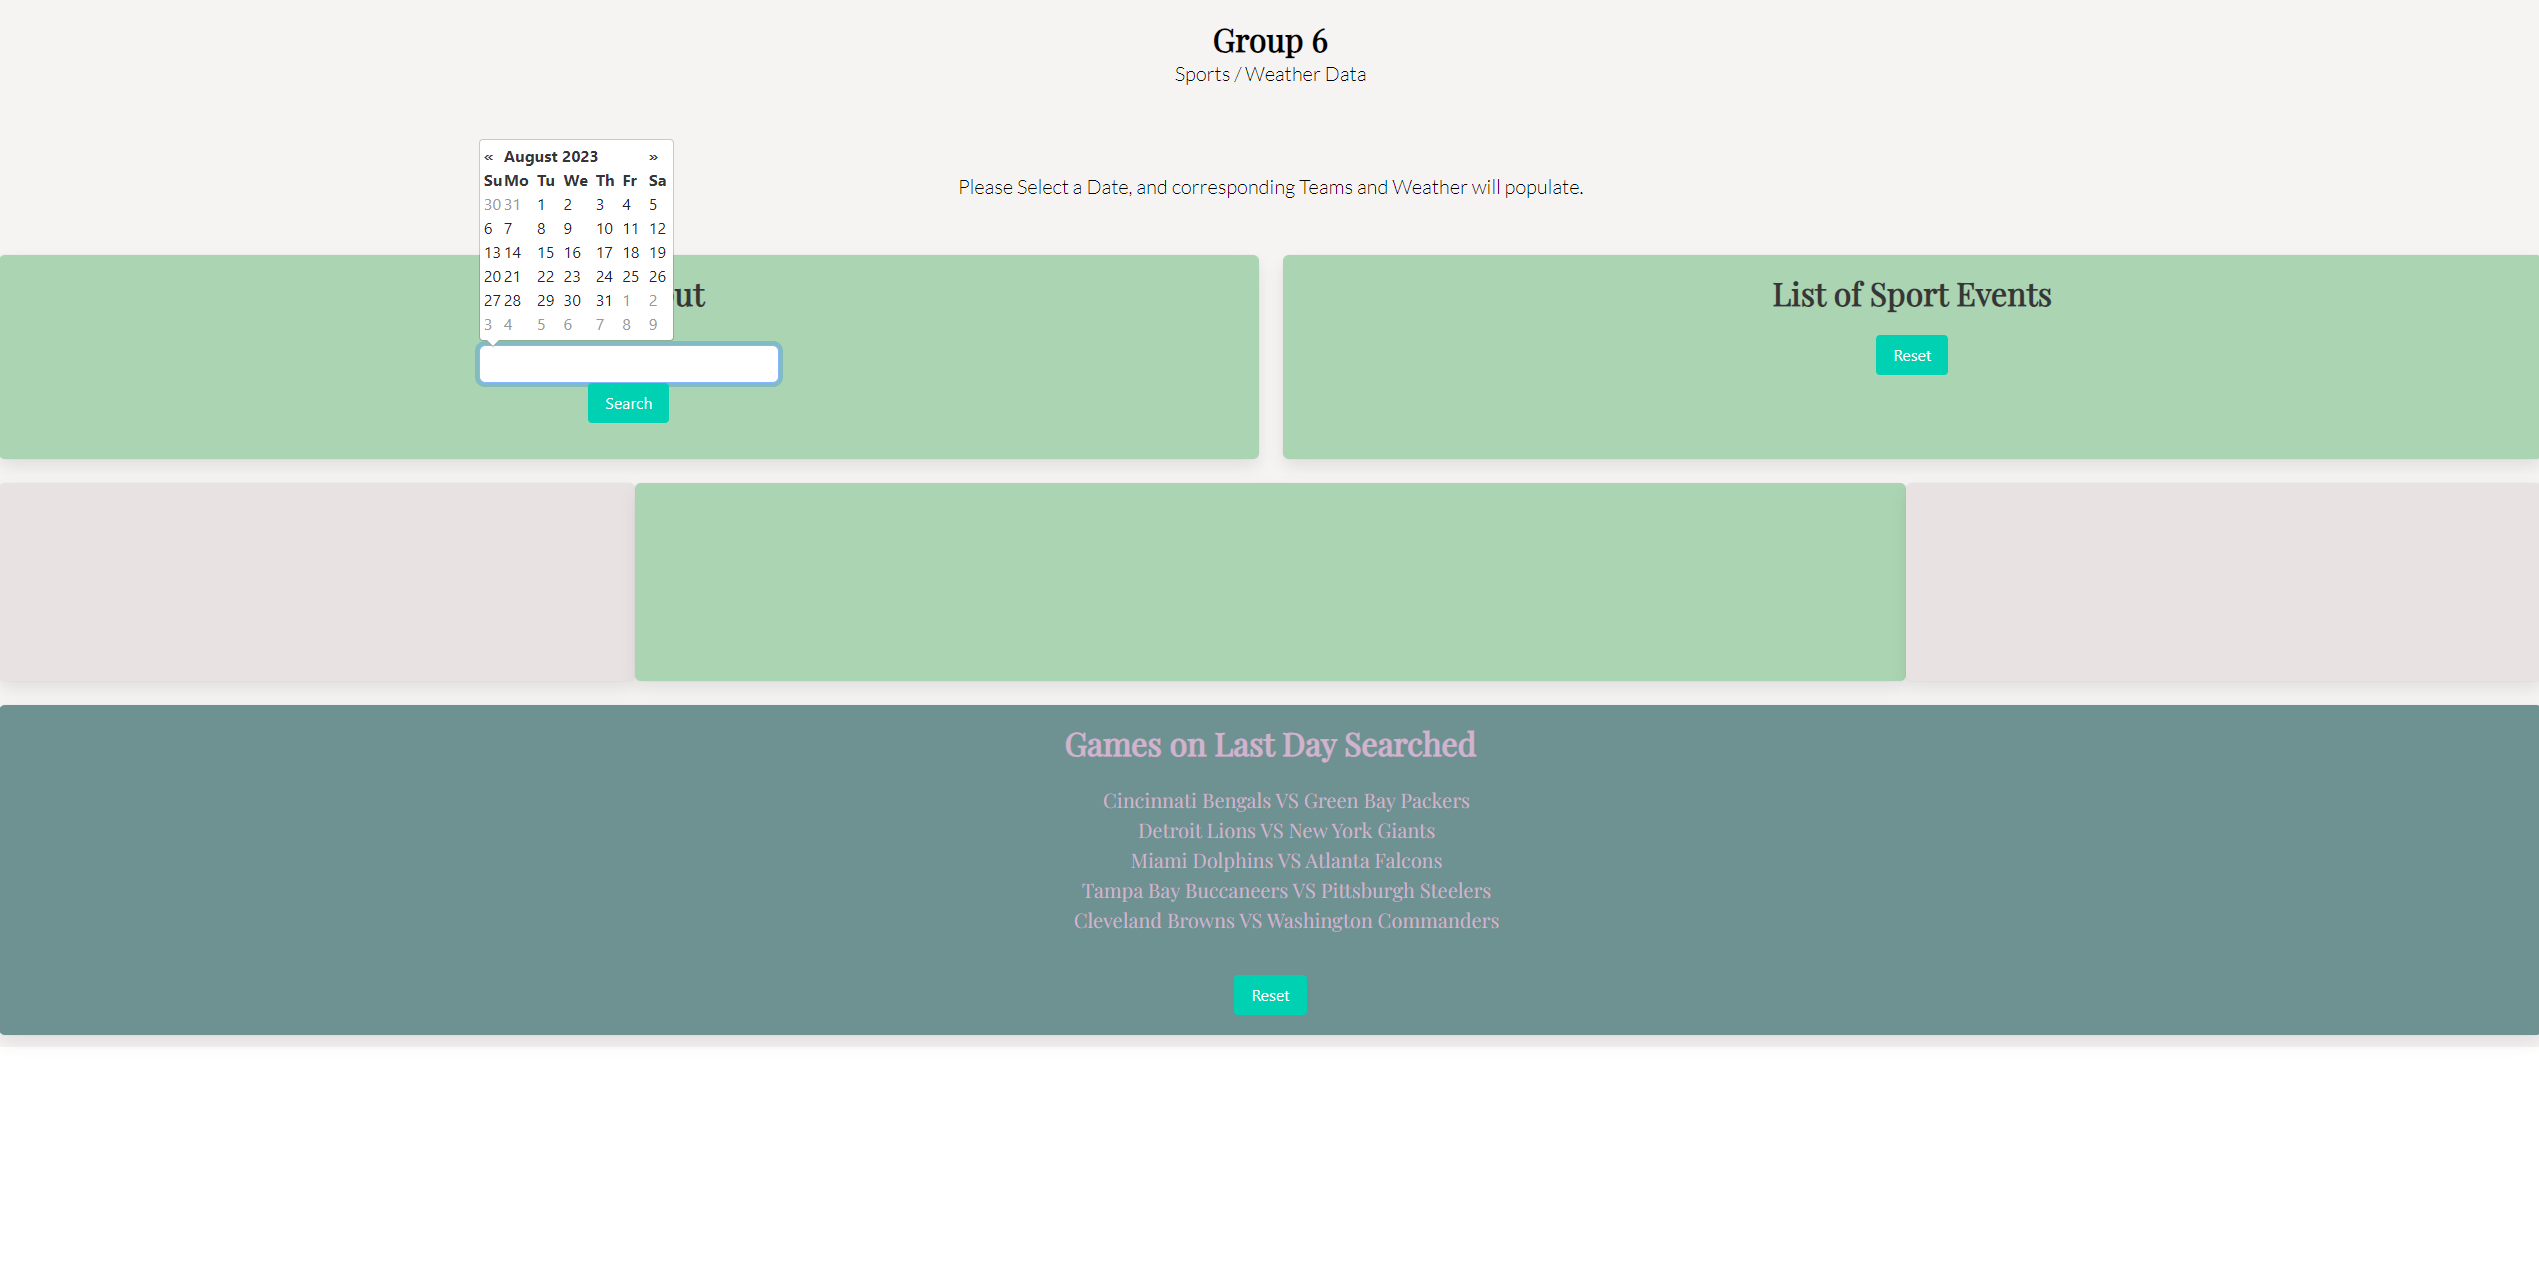 Group 6
Sports / Weather Data
« August 2023 »
Su Mo Tu We Th Fr Sa
30 31 1 2 3 4 5
6 7 8 9 10 11 12
13 14 15 16 17 18 19
20 21 22 23 24 25 26
27 28 29 30 31 1 2
3 4 5 6 7 8 9
Please Select a Date, and corresponding Teams and Weather will populate.
Search
List of Sport Events
Reset
Games on Last Day Searched
Cincinnati Bengals VS Green Bay Packers
Detroit Lions VS New York Giants
Miami Dolphins VS Atlanta Falcons
Tampa Bay Buccaneers VS Pittsburgh Steelers
Cleveland Browns VS Washington Commanders
Reset